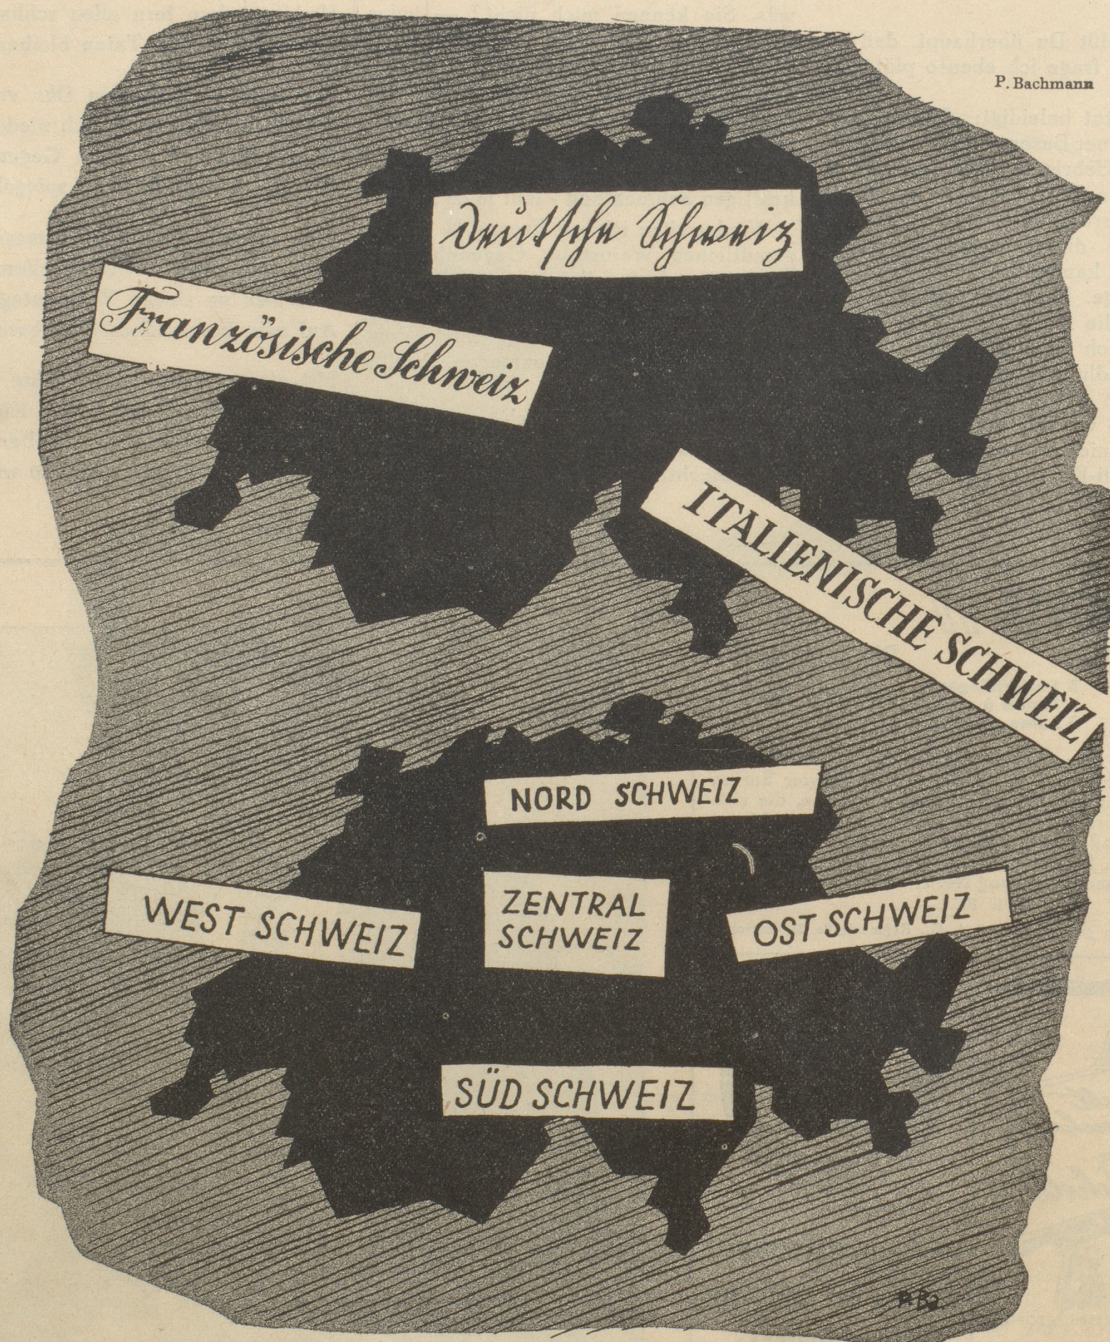 P. Bachmann
Deutsche Schweiz
Französische Schweiz
ITALIENISCHE SCHWEIZ
NORD SCHWEIZ
WEST SCHWEIZ
ZENTRAL
SCHWEIZ
OST SCHWEIZ
SÜD SCHWEIZ